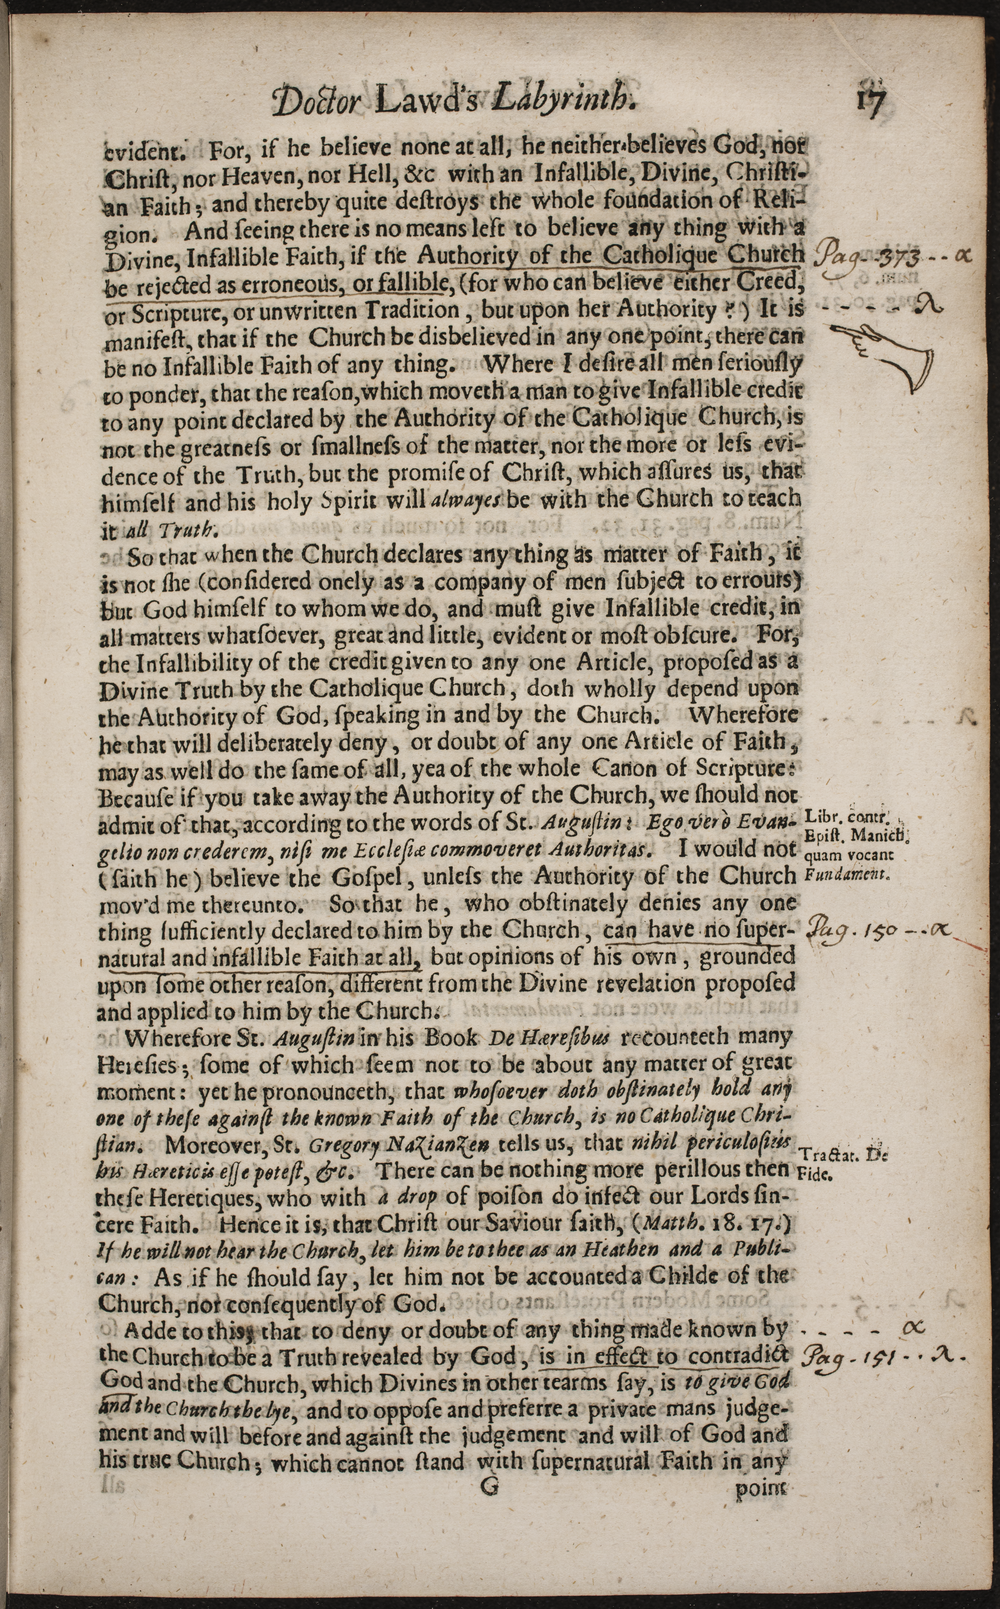 Doctor Lawd's Labyrinth. 17
evident. For, if he believe none at all, he neither believes God, nor
Chriſt, nor Heaven, nor Hell, &c with an Infallible, Divine, Chriſti-
an Faith; and thereby quite deſtroys the whole foundation of Reli-
gion. And ſeeing there is no means left to believe any thing with a
Divine, Infallible Faith, if the Authority of the Catholique Church Pag. 373 - - α
be rejected as erroneous, or fallible, (for who can believe either Creed,
or Scripture, or unwritten Tradition, but upon her Authority?) It is - - - - λ
manifeſt, that if the Church be disbelieved in any one point, there can
be no Infallible Faith of any thing. Where I deſire all men ſeriouſly
to ponder, that the reaſon, which moveth a man to give Infallible credit
to any point declared by the Authority of the Catholique Church, is
not the greatneſs or ſmallneſs of the matter, nor the more or leſs evi-
dence of the Truth, but the promiſe of Chriſt, which aſſures us, that
himſelf and his holy Spirit will alwayes be with the Church to teach
it all Truth.
So that when the Church declares any thing as matter of Faith, it
is not ſhe (conſidered onely as a company of men ſubject to errours)
but God himſelf to whom we do, and muſt give Infallible credit, in
all matters whatſoever, great and little, evident or moſt obſcure. For,
the Infallibility of the credit given to any one Article, propoſed as a
Divine Truth by the Catholique Church, doth wholly depend upon
the Authority of God, ſpeaking in and by the Church. Wherefore
he that will deliberately deny, or doubt of any one Article of Faith,
may as well do the ſame of all, yea of the whole Canon of Scripture:
Becauſe if you take away the Authority of the Church, we ſhould not
admit of that, according to the words of St. Auguſtin: Ego verò Evan-
gelio non crederem, niſi me Eccleſiæ commoveret Authoritas. I would not
(ſaith he) believe the Goſpel, unleſs the Authority of the Church
mov'd me thereunto. So that he, who obſtinately denies any one
Libr. contr.
Epiſt. Manich.
quam vocant
Fundament.
thing ſufficiently declared to him by the Church, can have no ſuper- Pag. 150 - - α
natural and infallible Faith at all, but opinions of his own, grounded
upon ſome other reaſon, different from the Divine revelation propoſed
and applied to him by the Church.
Wherefore St. Auguſtin in his Book De Hæreſibus recounteth many
Hereſies; ſome of which ſeem not to be about any matter of great
moment: yet he pronounceth, that whoſoever doth obſtinately hold any
one of theſe againſt the known Faith of the Church, is no Catholique Chri-
ſtian. Moreover, St. Gregory Nazianzen tells us, that nihil periculoſius
his Hæreticis eſſe poteſt, &c. There can be nothing more perillous then
Tractat. De
Fide.
theſe Heretiques, who with a drop of poiſon do infect our Lords ſin-
cere Faith. Hence it is, that Chriſt our Saviour ſaith, (Matth. 18. 17.)
If he will not hear the Church, let him be to thee as an Heathen and a Publi-
can: As if he ſhould ſay, let him not be accounted a Childe of the
Church, nor conſequently of God.
Adde to this, that to deny or doubt of any thing made known by - - - - α
the Church to be a Truth revealed by God, is in effect to contradict Pag. 151 - - λ.
God and the Church, which Divines in other tearms ſay, is to give God
and the Church the lye, and to oppoſe and preferre a private mans judge-
ment and will before and againſt the judgement and will of God and
his true Church; which cannot ſtand with ſupernatural Faith in any
G point